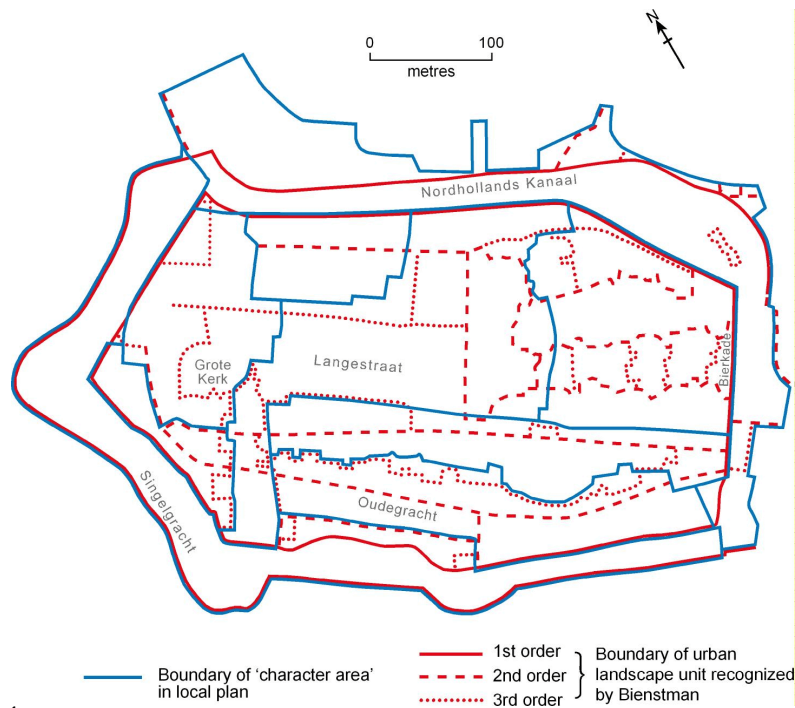 N
0 100
metres
Nordhollands Kanaal
Grote
Kerk
Langestraat
Bierkade
Singelgracht
Oudegracht
Boundary of 'character area'
in local plan
1st order
2nd order
3rd order
Boundary of urban
landscape unit recognized
by Bienstman